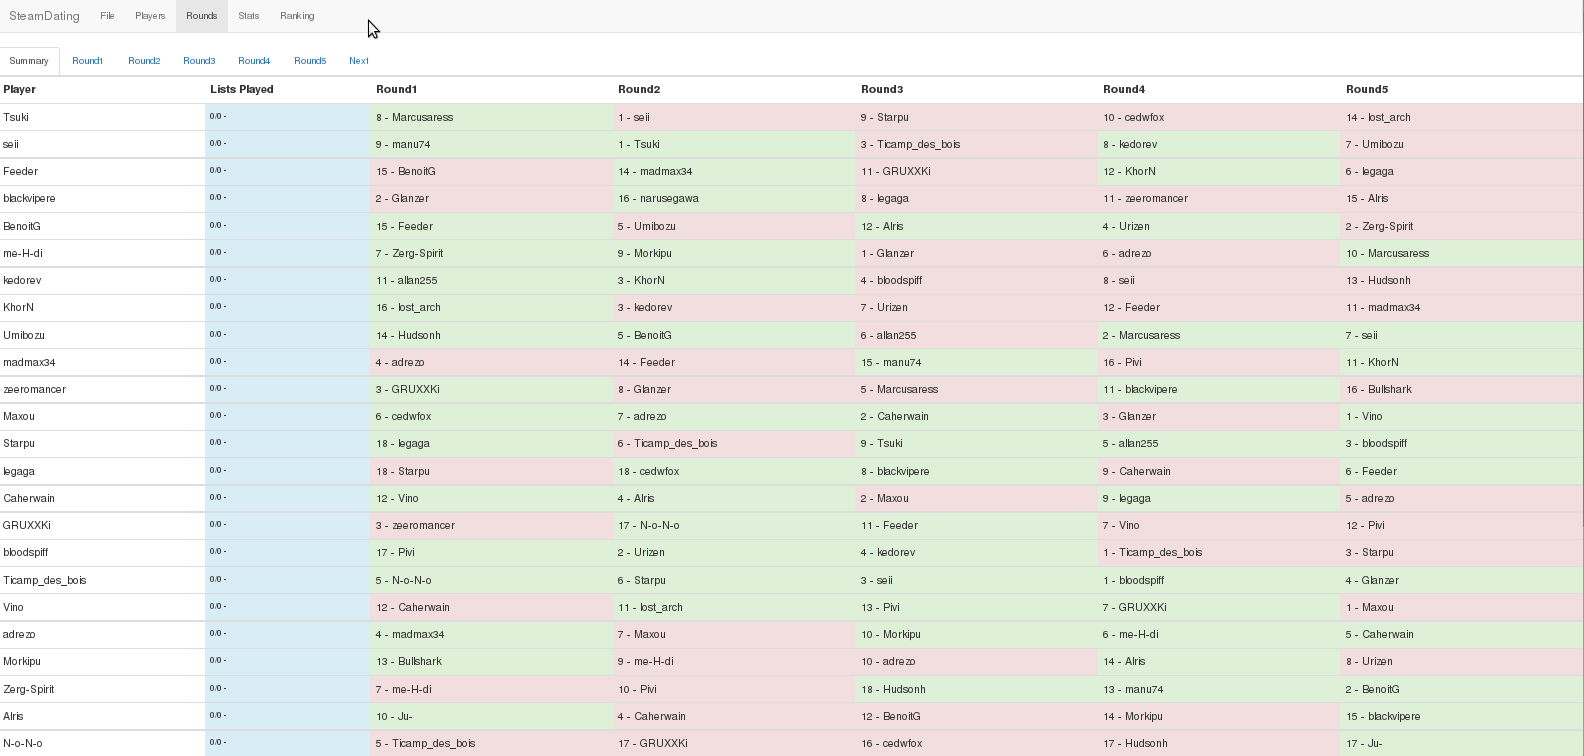 SteamDating File Players Rounds Stats Ranking
Summary Round1 Round2 Round3 Round4 Round5 Next
Player Lists Played Round1 Round2 Round3 Round4 Round5
Tsuki 0/0 - 8 - Marcusaress 1 - seii 9 - Starpu 10 - cedwfox 14 - lost_arch
seii 0/0 - 9 - manu74 1 - Tsuki 3 - Ticamp_des_bois 8 - kedorev 7 - Umibozu
Feeder 0/0 - 15 - BenoitG 14 - madmax34 11 - GRUXXKi 12 - KhorN 6 - legaga
blackvipere 0/0 - 2 - Glanzer 16 - narusegawa 8 - legaga 11 - zeeromancer 15 - Alris
BenoitG 0/0 - 15 - Feeder 5 - Umibozu 12 - Alris 4 - Urizen 2 - Zerg-Spirit
me-H-di 0/0 - 7 - Zerg-Spirit 9 - Morkipu 1 - Glanzer 6 - adrezo 10 - Marcusaress
kedorev 0/0 - 11 - allan255 3 - KhorN 4 - bloodspiff 8 - seii 13 - Hudsonh
KhorN 0/0 - 16 - lost_arch 3 - kedorev 7 - Urizen 12 - Feeder 11 - madmax34
Umibozu 0/0 - 14 - Hudsonh 5 - BenoitG 6 - allan255 2 - Marcusaress 7 - seii
madmax34 0/0 - 4 - adrezo 14 - Feeder 15 - manu74 16 - Pivi 11 - KhorN
zeeromancer 0/0 - 3 - GRUXXKi 8 - Glanzer 5 - Marcusaress 11 - blackvipere 16 - Bullshark
Maxou 0/0 - 6 - cedwfox 7 - adrezo 2 - Caherwain 3 - Glanzer 1 - Vino
Starpu 0/0 - 18 - legaga 6 - Ticamp_des_bois 9 - Tsuki 5 - allan255 3 - bloodspiff
legaga 0/0 - 18 - Starpu 18 - cedwfox 8 - blackvipere 9 - Caherwain 6 - Feeder
Caherwain 0/0 - 12 - Vino 4 - Alris 2 - Maxou 9 - legaga 5 - adrezo
GRUXXKi 0/0 - 3 - zeeromancer 17 - N-o-N-o 11 - Feeder 7 - Vino 12 - Pivi
bloodspiff 0/0 - 17 - Pivi 2 - Urizen 4 - kedorev 1 - Ticamp_des_bois 3 - Starpu
Ticamp_des_bois 0/0 - 5 - N-o-N-o 6 - Starpu 3 - seii 1 - bloodspiff 4 - Glanzer
Vino 0/0 - 12 - Caherwain 11 - lost_arch 13 - Pivi 7 - GRUXXKi 1 - Maxou
adrezo 0/0 - 4 - madmax34 7 - Maxou 10 - Morkipu 6 - me-H-di 5 - Caherwain
Morkipu 0/0 - 13 - Bullshark 9 - me-H-di 10 - adrezo 14 - Alris 8 - Urizen
Zerg-Spirit 0/0 - 7 - me-H-di 10 - Pivi 18 - Hudsonh 13 - manu74 2 - BenoitG
Alris 0/0 - 10 - Ju- 4 - Caherwain 12 - BenoitG 14 - Morkipu 15 - blackvipere
N-o-N-o 0/0 - 5 - Ticamp_des_bois 17 - GRUXXKi 16 - cedwfox 17 - Hudsonh 17 - Ju-